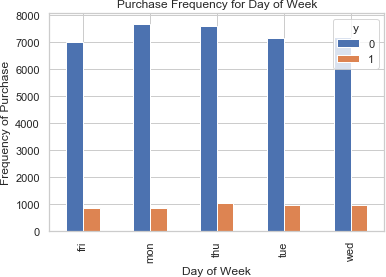 Purchase Frequency for Day of Week
8000
7000
6000
5000
4000
3000
2000
1000
0
Frequency of Purchase
y
0
1
fri
mon
thu
tue
wed
Day of Week